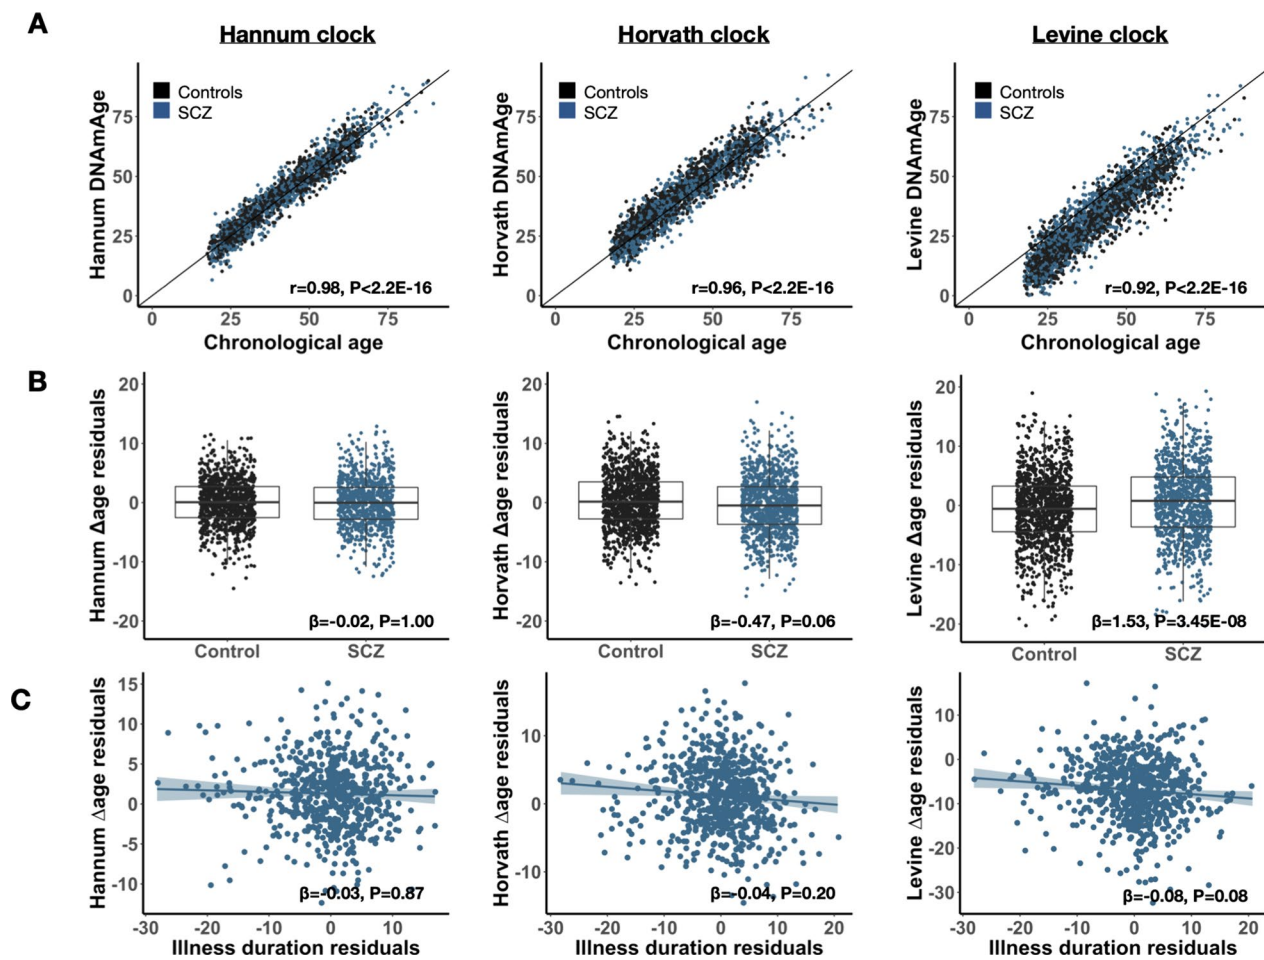 A
Hannum clock
Horvath clock
Levine clock
Hannum DNAmAge
75
50
25
0
Controls
SCZ
r=0.98, P<2.2E-16
0 25 50 75
Chronological age
Horvath DNAmAge
75
50
25
0
Controls
SCZ
r=0.96, P<2.2E-16
0 25 50 75
Chronological age
Levine DNAmAge
75
50
25
0
Controls
SCZ
r=0.92, P<2.2E-16
0 25 50 75
Chronological age
B
Hannum Δage residuals
20
10
0
-10
-20
β=-0.02, P=1.00
Control SCZ
Horvath Δage residuals
20
10
0
-10
-20
β=-0.47, P=0.06
Control SCZ
Levine Δage residuals
20
10
0
-10
-20
β=1.53, P=3.45E-08
Control SCZ
C
Hannum Δage residuals
15
10
5
0
-5
-10
β=-0.03, P=0.87
-30 -20 -10 0 10
Illness duration residuals
Horvath Δage residuals
10
0
-10
β=-0.04, P=0.20
-30 -20 -10 0 10 20
Illness duration residuals
Levine Δage residuals
10
0
-10
-20
-30
β=-0.08, P=0.08
-30 -20 -10 0 10 20
Illness duration residuals